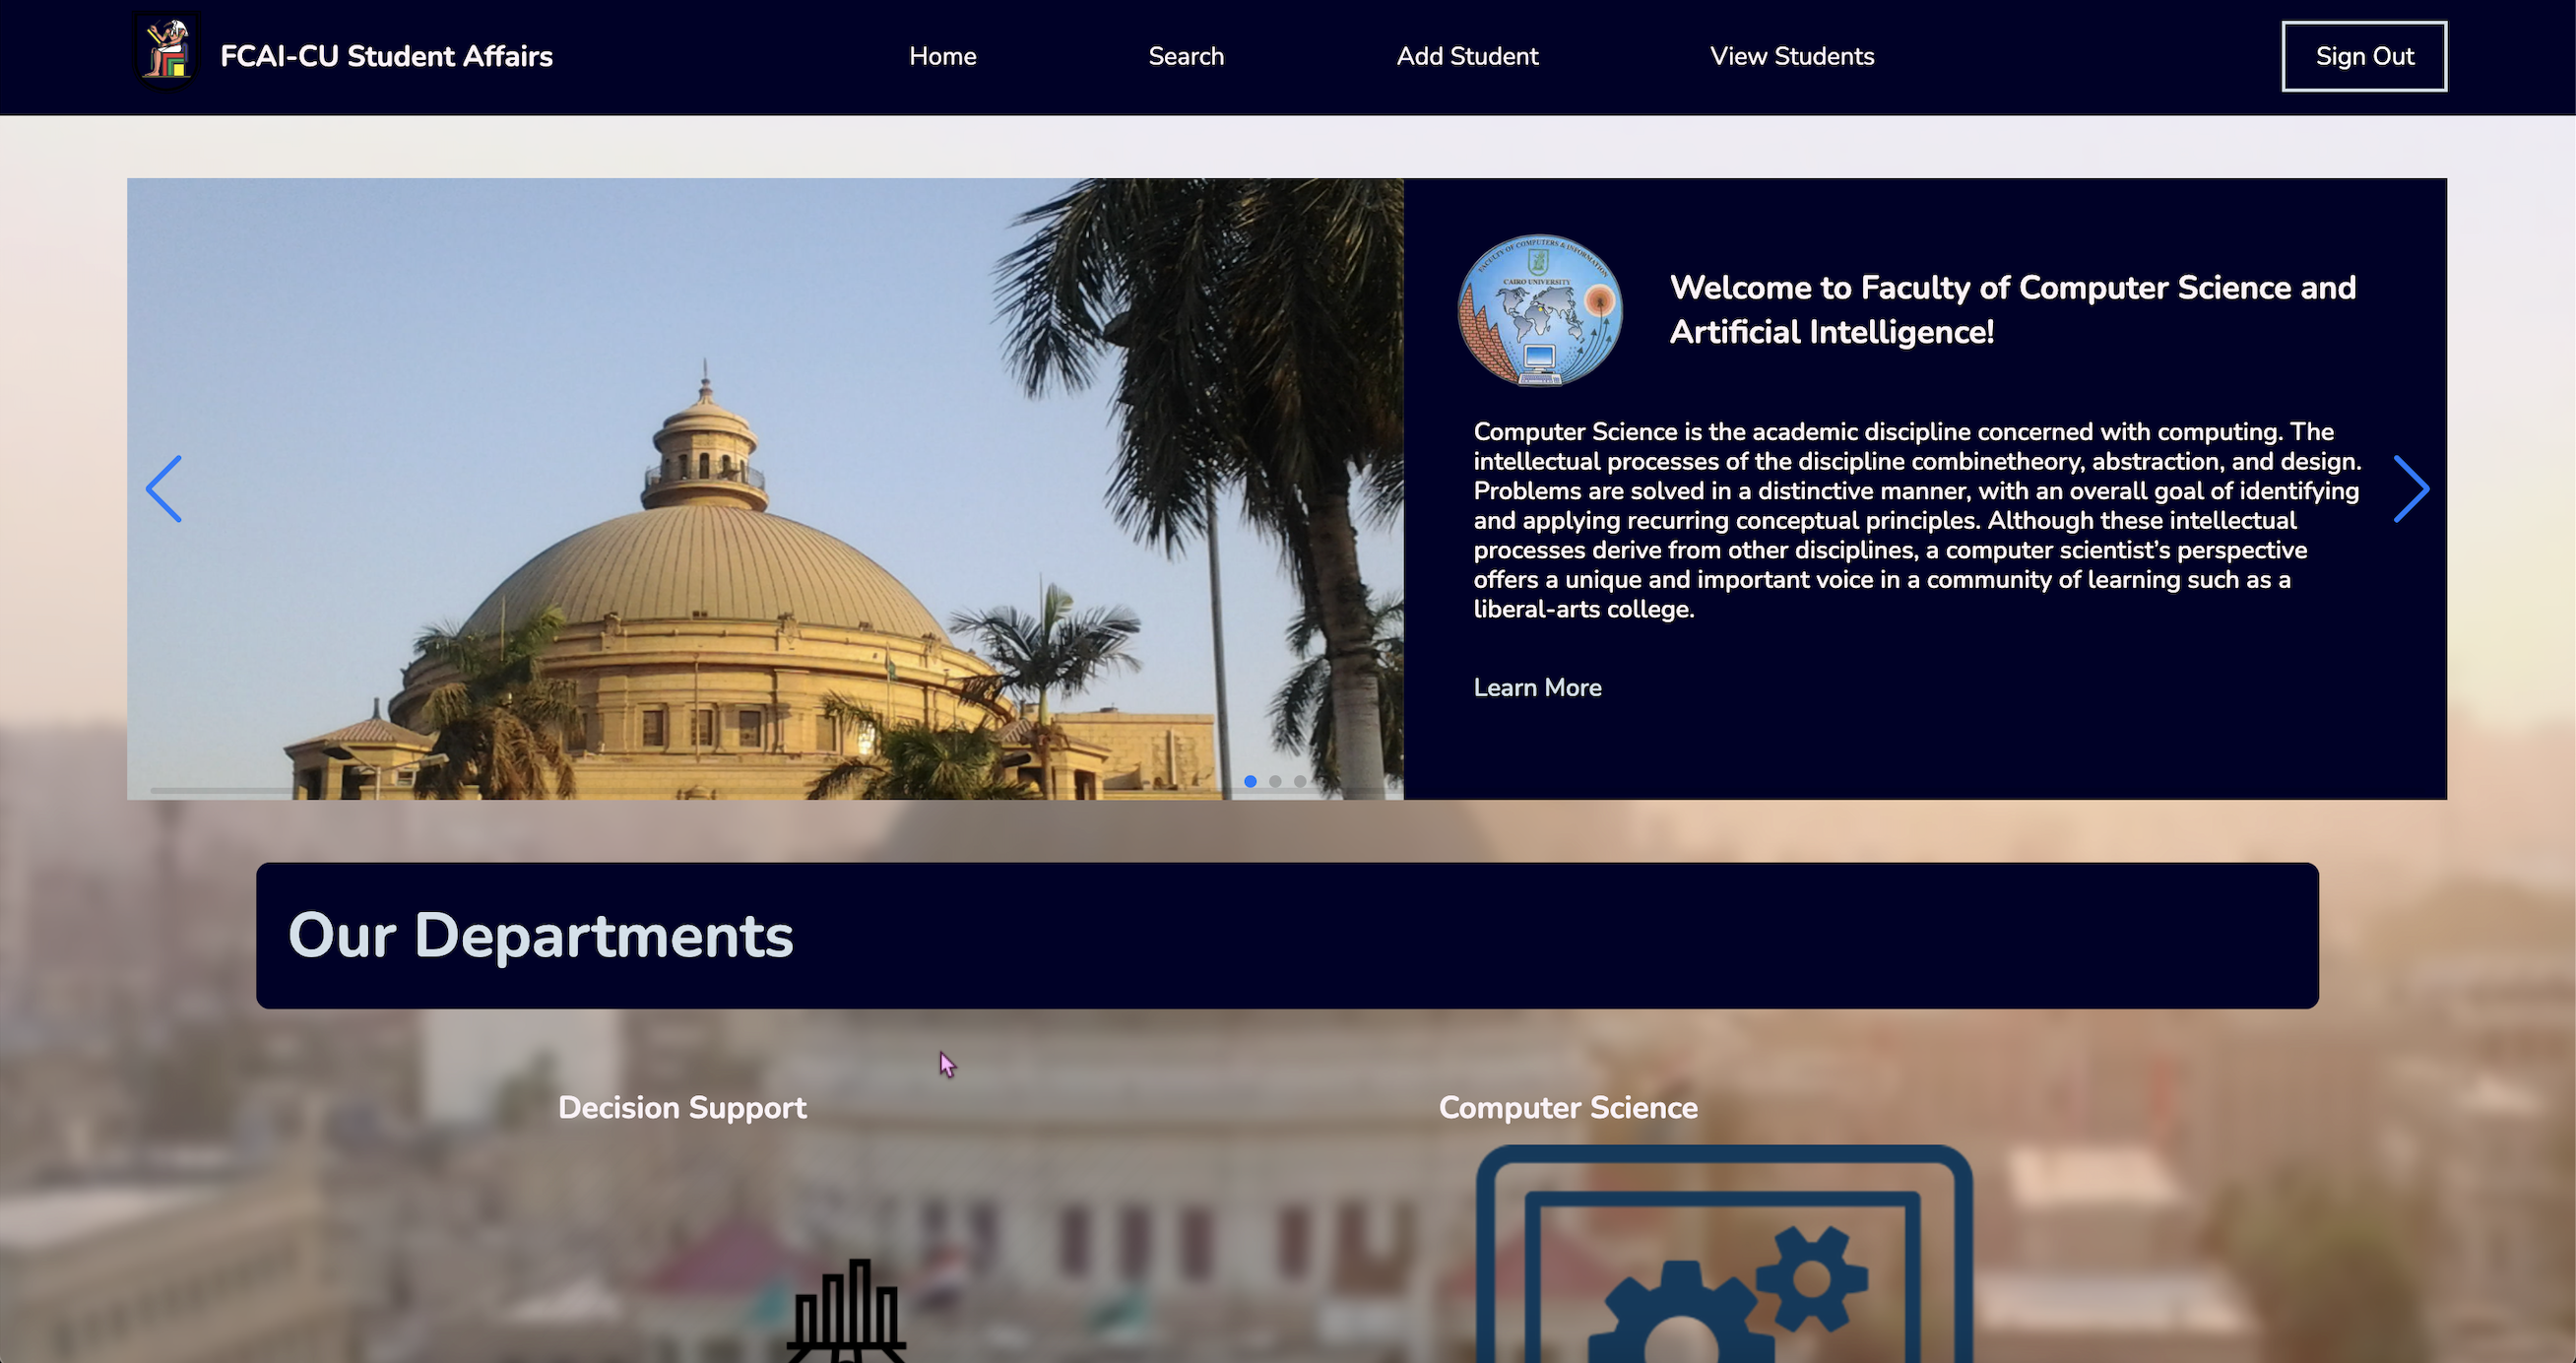 FCAI-CU Student Affairs
Home
Search
Add Student
View Students
Sign Out
FACULTY OF COMPUTERS & INFORMATION
CAIRO UNIVERSITY
Welcome to Faculty of Computer Science and
Artificial Intelligence!
Computer Science is the academic discipline concerned with computing. The
intellectual processes of the discipline combinetheory, abstraction, and design.
Problems are solved in a distinctive manner, with an overall goal of identifying
and applying recurring conceptual principles. Although these intellectual
processes derive from other disciplines, a computer scientist’s perspective
offers a unique and important voice in a community of learning such as a
liberal-arts college.
Learn More
Our Departments
Decision Support
Computer Science